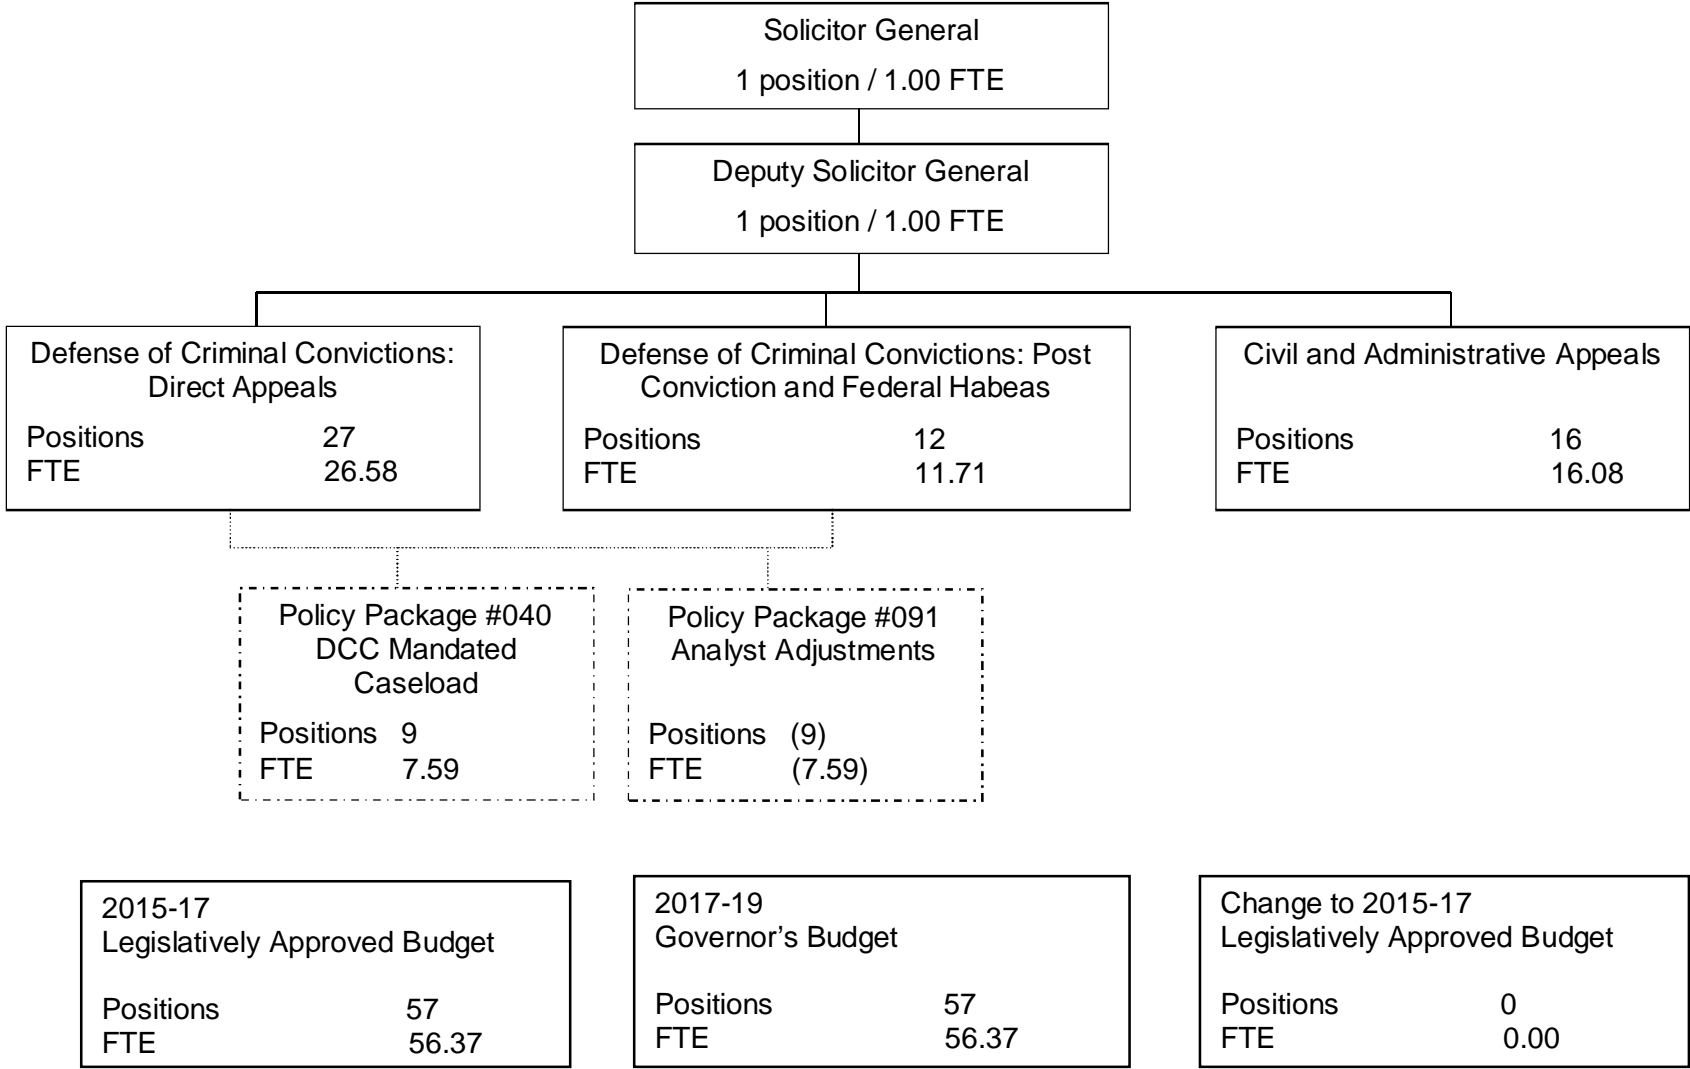 Solicitor General
1 position / 1.00 FTE
Deputy Solicitor General
1 position / 1.00 FTE
Defense of Criminal Convictions:
Direct Appeals
Positions 27
FTE 26.58
Defense of Criminal Convictions: Post
Conviction and Federal Habeas
Positions 12
FTE 11.71
Civil and Administrative Appeals
Positions 16
FTE 16.08
Policy Package #040
DCC Mandated
Caseload
Positions 9
FTE 7.59
Policy Package #091
Analyst Adjustments
Positions (9)
FTE (7.59)
2015-17
Legislatively Approved Budget
Positions 57
FTE 56.37
2017-19
Governor’s Budget
Positions 57
FTE 56.37
Change to 2015-17
Legislatively Approved Budget
Positions 0
FTE 0.00